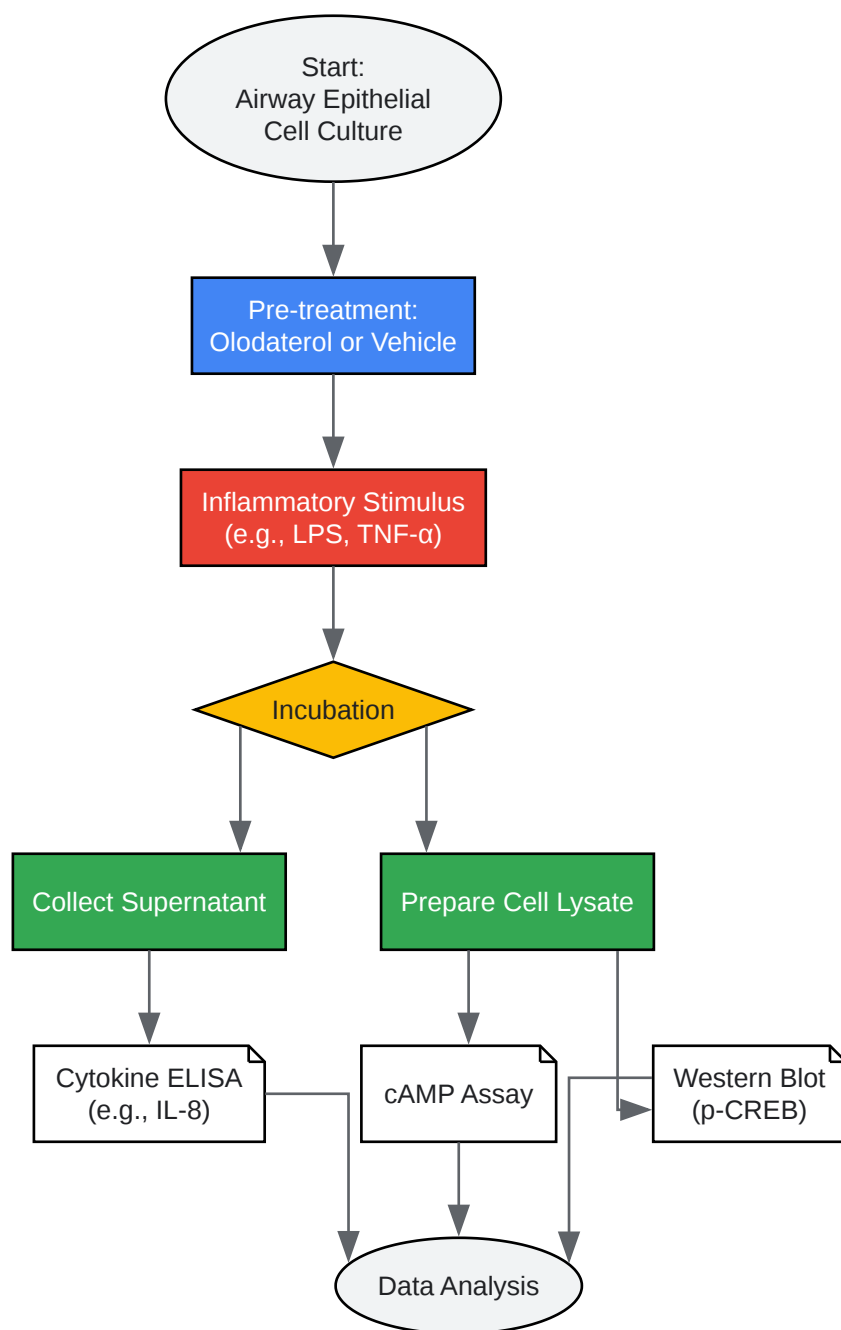 Start:
Airway Epithelial
Cell Culture
Pre-treatment:
Olodaterol or Vehicle
Inflammatory Stimulus
(e.g., LPS, TNF-α)
Incubation
Collect Supernatant
Prepare Cell Lysate
Cytokine ELISA
(e.g., IL-8)
cAMP Assay
Western Blot
(p-CREB)
Data Analysis